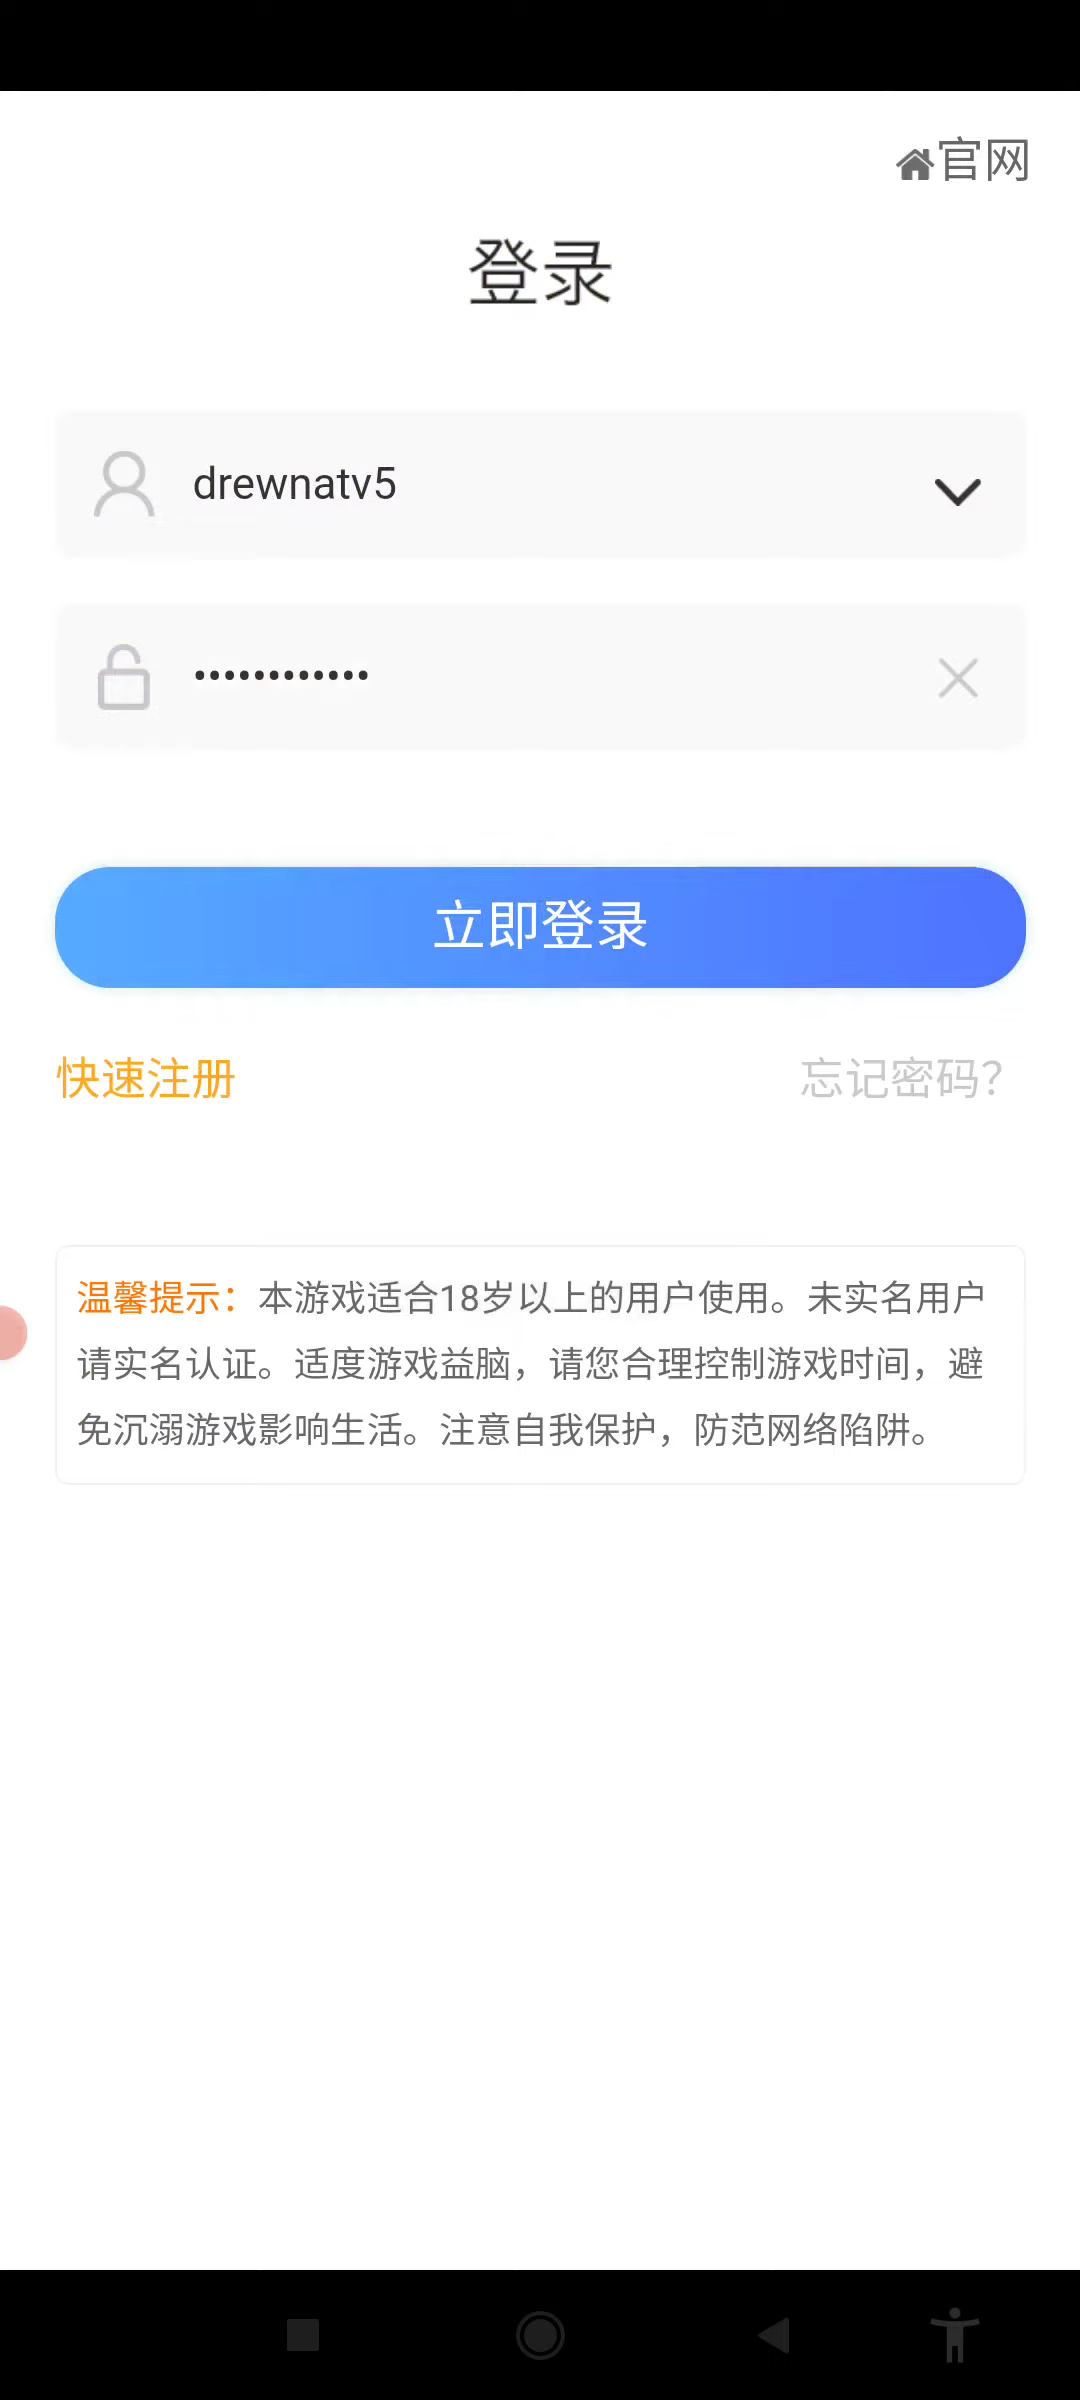 官网
登录
drewnatv5
••••••••••••
立即登录
快速注册
忘记密码?
温馨提示：本游戏适合18岁以上的用户使用。未实名用户
请实名认证。适度游戏益脑，请您合理控制游戏时间，避
免沉溺游戏影响生活。注意自我保护，防范网络陷阱。